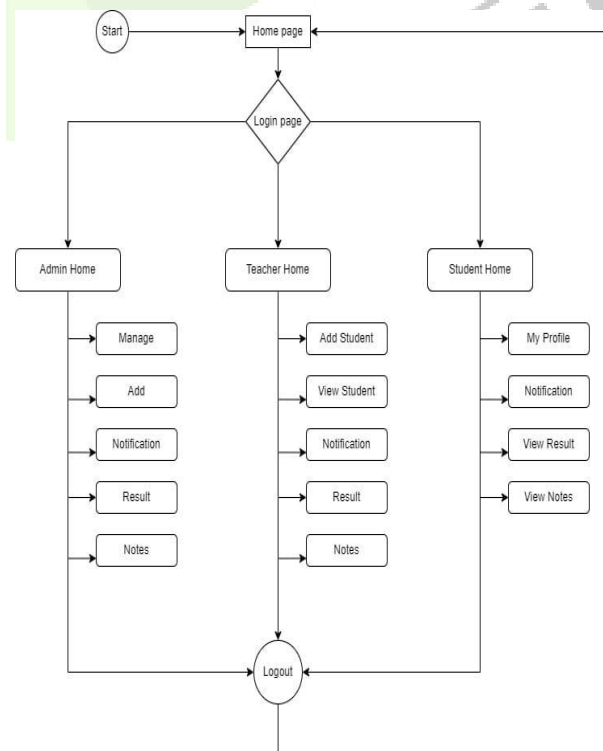 Start
Home page
Login page
Admin Home
Teacher Home
Student Home
Manage
Add Student
My Profile
Add
View Student
Notification
Notification
Notification
View Result
Result
Result
View Notes
Notes
Notes
Logout